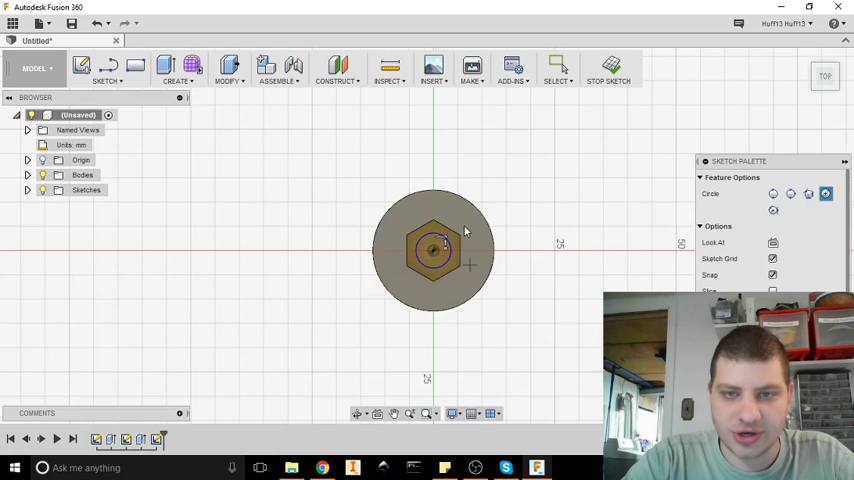 Autodesk Fusion 360
Huff13 Huff13
Untitled*
MODEL
SKETCH
CREATE
MODIFY
ASSEMBLE
CONSTRUCT
INSPECT
INSERT
MAKE
ADD-INS
SELECT
STOP SKETCH
TOP
BROWSER
(Unsaved)
Named Views
Units: mm
Origin
Bodies
Sketches
25
50
25
SKETCH PALETTE
Feature Options
Circle
Options
Look At
Sketch Grid
Snap
Slice
COMMENTS
Ask me anything